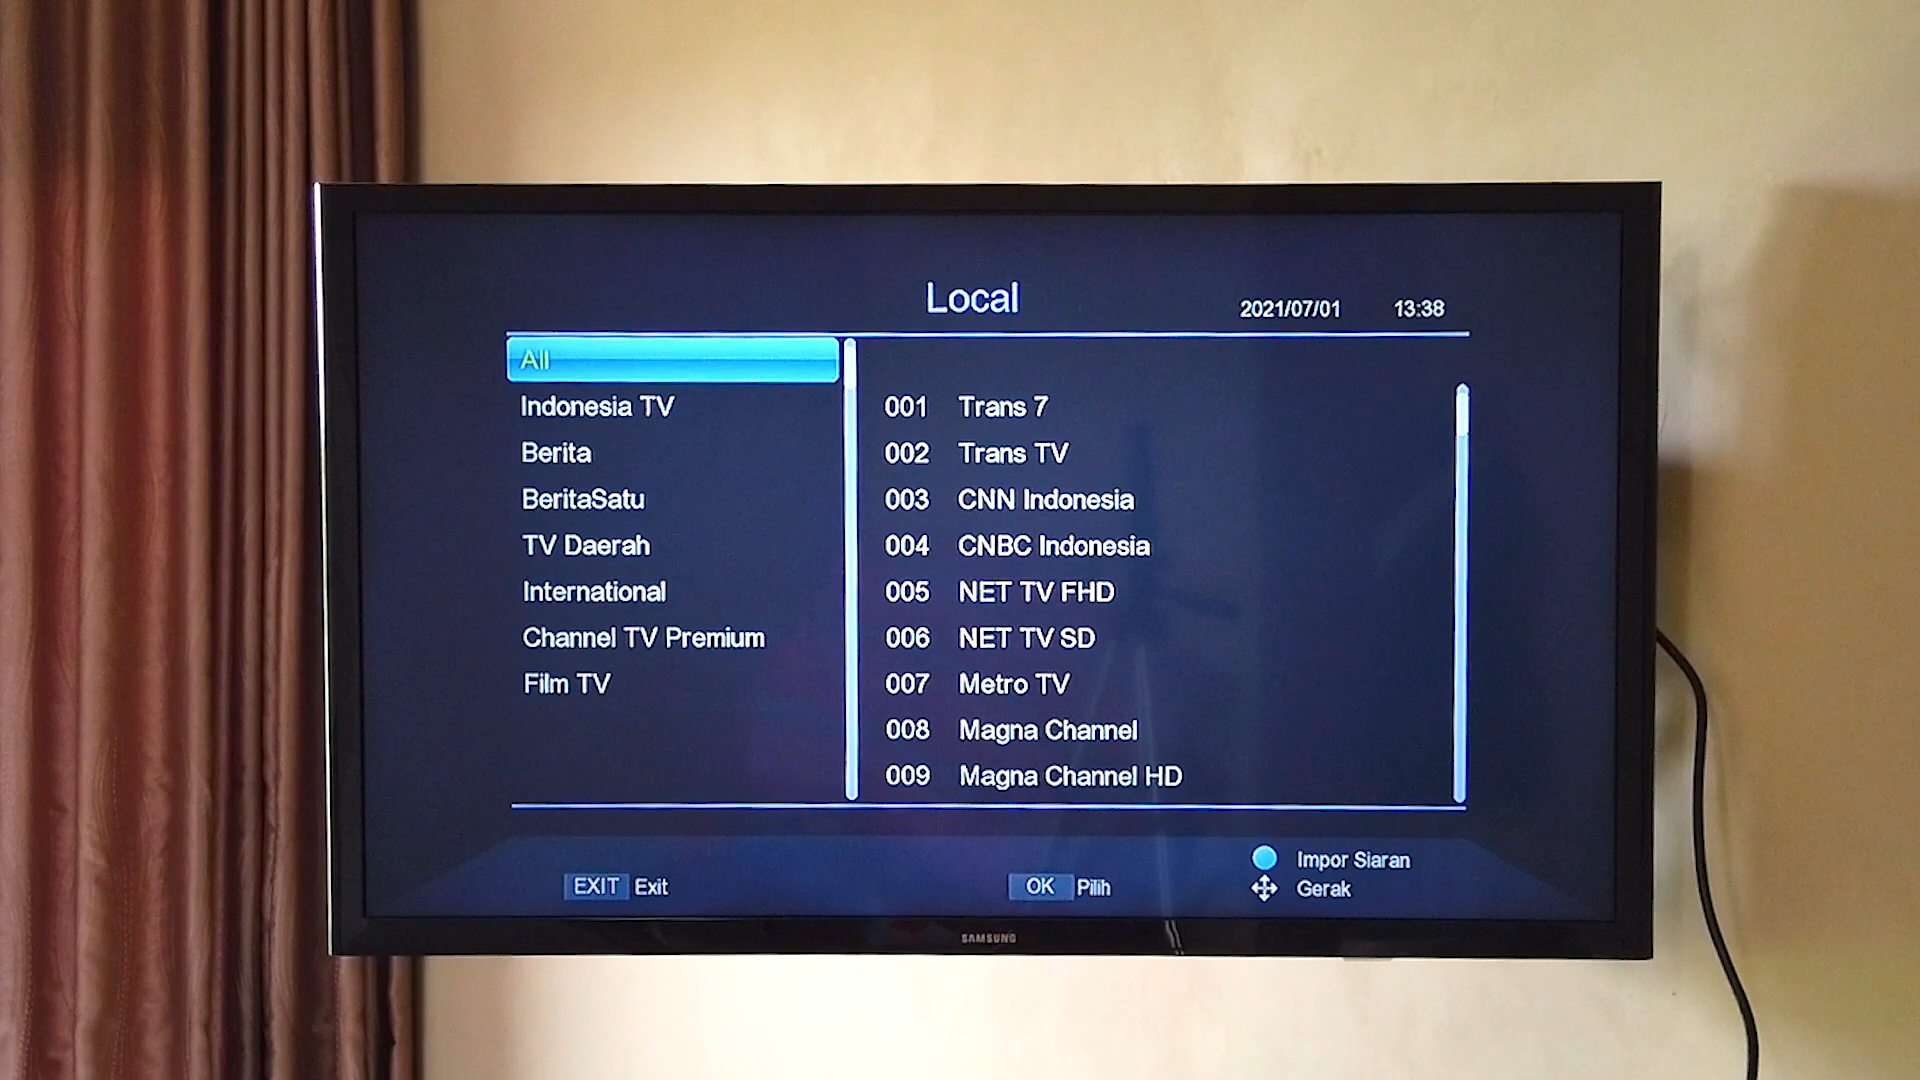 Local
2021/07/01 13:38
All
Indonesia TV
Berita
BeritaSatu
TV Daerah
International
Channel TV Premium
Film TV
001 Trans 7
002 Trans TV
003 CNN Indonesia
004 CNBC Indonesia
005 NET TV FHD
006 NET TV SD
007 Metro TV
008 Magna Channel
009 Magna Channel HD
EXIT Exit
OK Pilih
Impor Siaran
Gerak
SAMSUNG